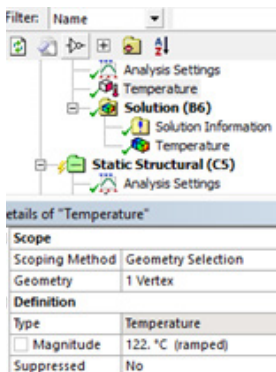 Filter: Name
Analysis Settings
Temperature
Solution (B6)
Solution Information
Temperature
Static Structural (C5)
Analysis Settings
etails of "Temperature"
Scope
Scoping Method Geometry Selection
Geometry 1 Vertex
Definition
Type Temperature
Magnitude 122. °C (ramped)
Suppressed No